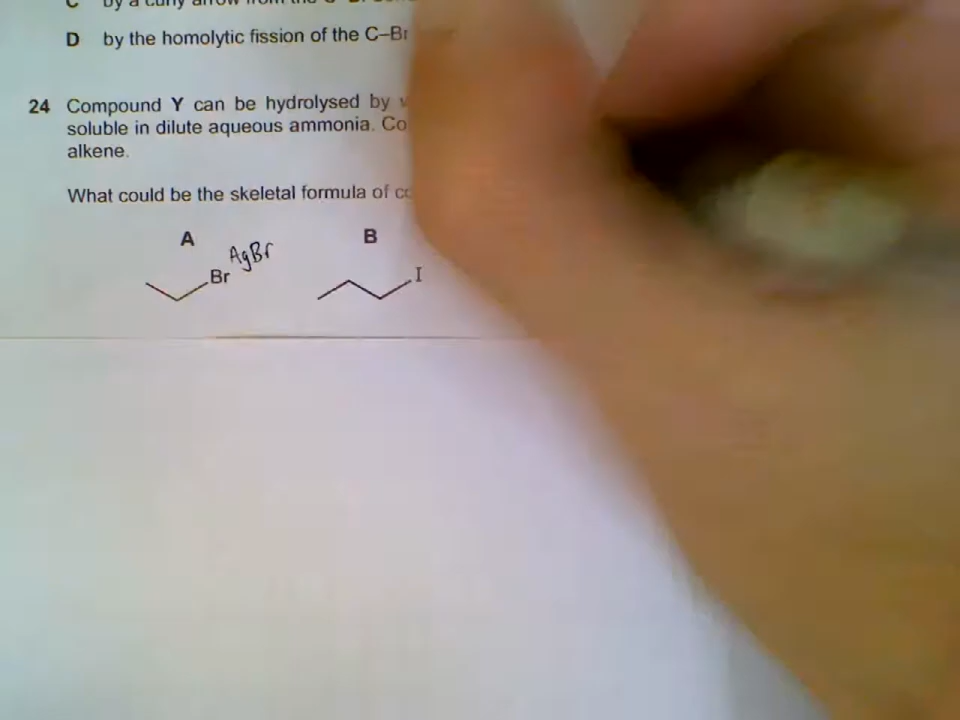 D by the homolytic fission of the C–Br
24 Compound Y can be hydrolysed by
soluble in dilute aqueous ammonia. Co
alkene.
What could be the skeletal formula of
A B
AgBr
Br I